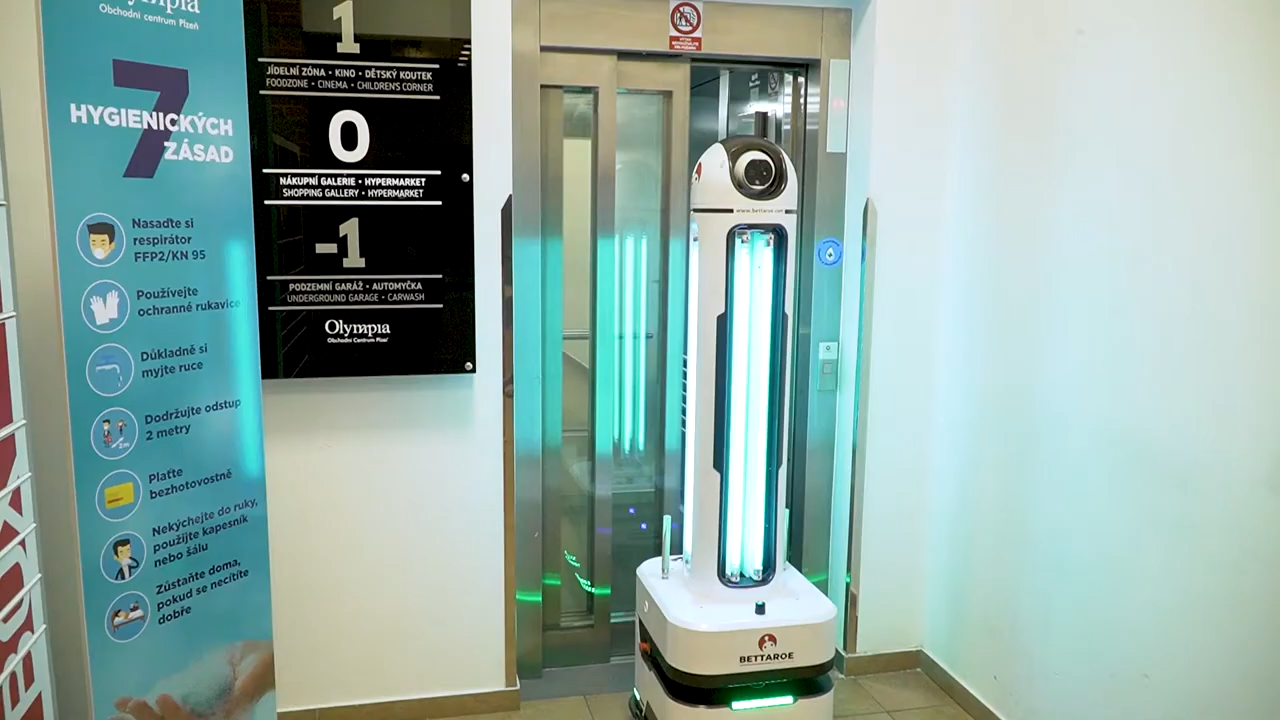 Olympia
Obchodní centrum Plzeň
7
HYGIENICKÝCH
ZÁSAD
Nasaďte si
respirátor
FFP2/KN 95
Používejte
ochranné rukavice
Důkladně si
myjte ruce
Dodržujte odstup
2 metry
2m
Plaťte
bezhotovostně
Nekýchejte do ruky,
použijte kapesník
nebo šálu
Zůstaňte doma,
pokud se necítíte
dobře
1
JÍDELNÍ ZÓNA • KINO • DĚTSKÝ KOUTEK
FOODZONE • CINEMA • CHILDREN'S CORNER
0
NÁKUPNÍ GALERIE • HYPERMARKET
SHOPPING GALLERY • HYPERMARKET
-1
PODZEMNÍ GARÁŽ • AUTOMYČKA
UNDERGROUND GARAGE • CARWASH
Olympia
Obchodní Centrum Plzeň
www.bettaroe.com
BETTAROE
BOX